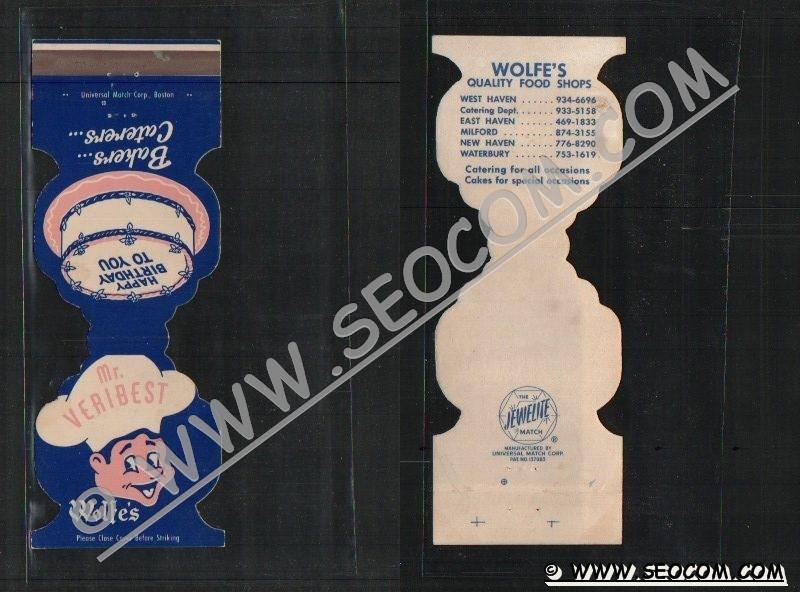 Universal Match Corp., Boston
Bakers...
Caterers...
HAPPY
BIRTHDAY
TO YOU
Mr.
VERIBEST
Wolfe's
Please Close Cover Before Striking
WOLFE'S
QUALITY FOOD SHOPS
WEST HAVEN ...... 934-6696
Catering Dept. ..... 933-5158
EAST HAVEN ...... 469-1833
MILFORD ........ 874-3155
NEW HAVEN ...... 776-8290
WATERBURY ...... 753-1619
Catering for all occasions
Cakes for special occasions
THE
JEWELITE
MATCH
®
MANUFACTURED BY
UNIVERSAL MATCH CORP.
PAT. NO. 137083
© WWW.SEOCOM.COM
© WWW.SEOCOM.COM